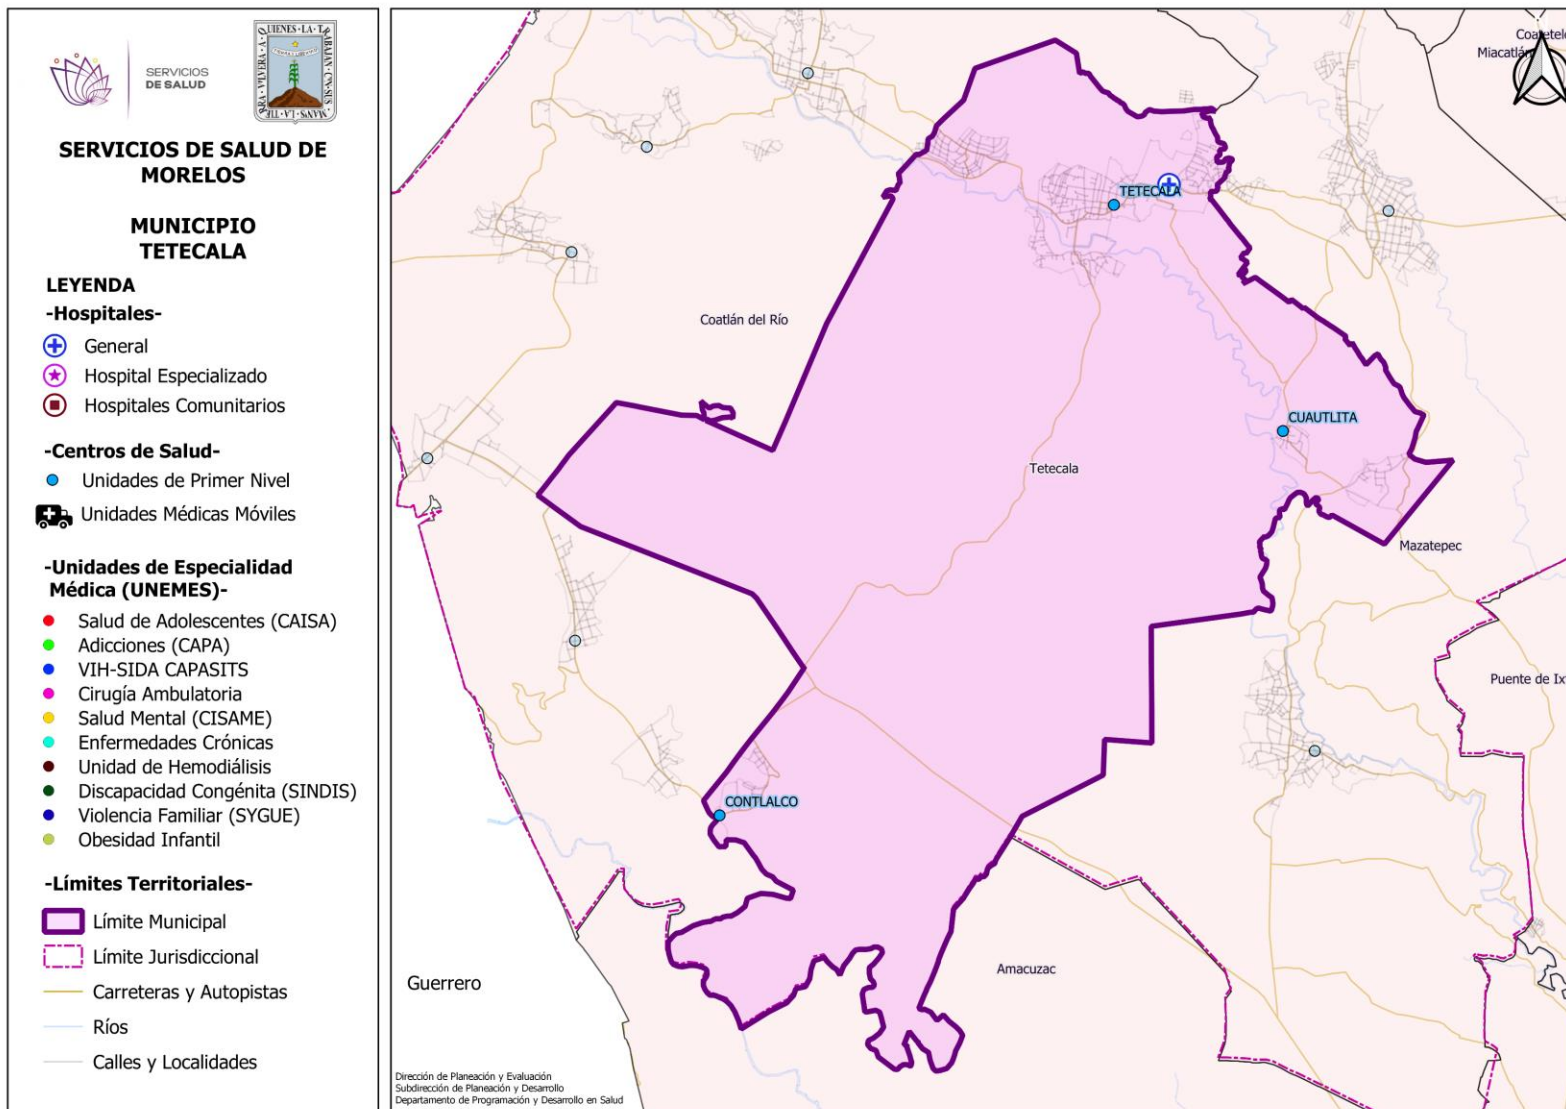 SERVICIOS
DE SALUD
SERVICIOS DE SALUD DE
MORELOS
MUNICIPIO
TETECALA
LEYENDA
-Hospitales-
General
Hospital Especializado
Hospitales Comunitarios
-Centros de Salud-
Unidades de Primer Nivel
Unidades Médicas Móviles
-Unidades de Especialidad
Médica (UNEMES)-
Salud de Adolescentes (CAISA)
Adicciones (CAPA)
VIH-SIDA CAPASITS
Cirugía Ambulatoria
Salud Mental (CISAME)
Enfermedades Crónicas
Unidad de Hemodiálisis
Discapacidad Congénita (SINDIS)
Violencia Familiar (SYGUE)
Obesidad Infantil
-Límites Territoriales-
Límite Municipal
Límite Jurisdiccional
Carreteras y Autopistas
Ríos
Calles y Localidades
Coatetel
Miacatlán
TETECALA
Coatlán del Río
CUAUTLITA
Tetecala
Mazatepec
Puente de Ix
CONTLALCO
Guerrero
Amacuzac
Dirección de Planeación y Evaluación
Subdirección de Planeación y Desarrollo
Departamento de Programación y Desarrollo en Salud